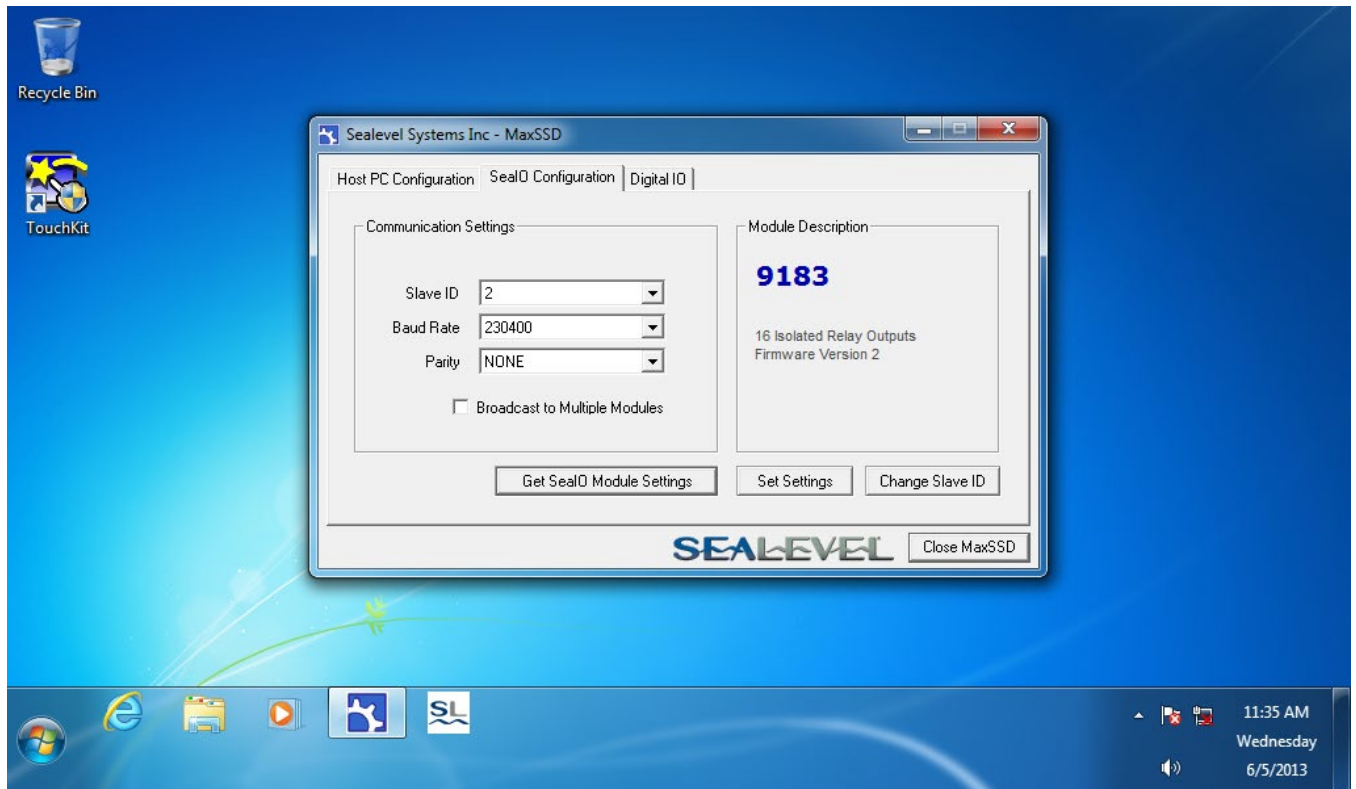 Recycle Bin
TouchKit
Sealevel Systems Inc - MaxSSD
Host PC Configuration
SeaIO Configuration
Digital IO
Communication Settings
Slave ID
2
Baud Rate
230400
Parity
NONE
Broadcast to Multiple Modules
Module Description
9183
16 Isolated Relay Outputs
Firmware Version 2
Get SeaIO Module Settings
Set Settings
Change Slave ID
SEALEVEL
Close MaxSSD
SL
11:35 AM
Wednesday
6/5/2013